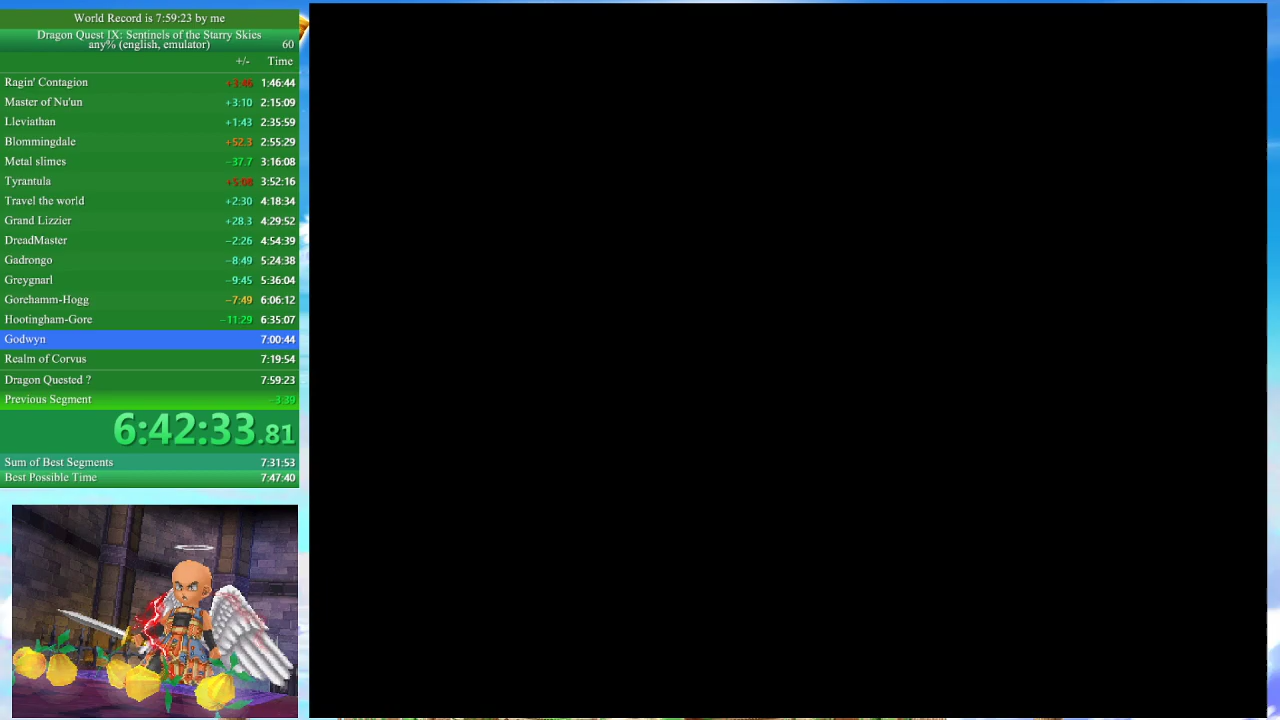 World Record is 7:59:23 by me
Dragon Quest IX: Sentinels of the Starry Skies
any% (english, emulator) 60
+/- Time
Ragin' Contagion +3:46 1:46:44
Master of Nu'un +3:10 2:15:09
Lleviathan +1:43 2:35:59
Blommingdale +52.3 2:55:29
Metal slimes −37.7 3:16:08
Tyrantula +5:08 3:52:16
Travel the world +2:30 4:18:34
Grand Lizzier +28.3 4:29:52
DreadMaster −2:26 4:54:39
Gadrongo −8:49 5:24:38
Greygnarl −9:45 5:36:04
Gorehamm-Hogg −7:49 6:06:12
Hootingham-Gore −11:29 6:35:07
Godwyn 7:00:44
Realm of Corvus 7:19:54
Dragon Quested ? 7:59:23
Previous Segment −3:39
6:42:33.81
Sum of Best Segments 7:31:53
Best Possible Time 7:47:40